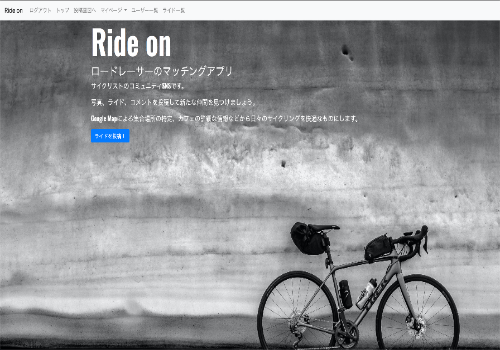 Ride on ログアウト トップ 投稿画面へ マイページ ユーザー一覧 ライド一覧
Ride on
ロードレーサーのマッチングアプリ
サイクリストのコミュニティSNSです。
写真、ライド、コメントを投稿して新たな仲間を見つけましょう。
Google Mapによる集合場所の特定、カフェの営業な情報などから日々のサイクリングを快適なものにします。
ライドを投稿！
TREK